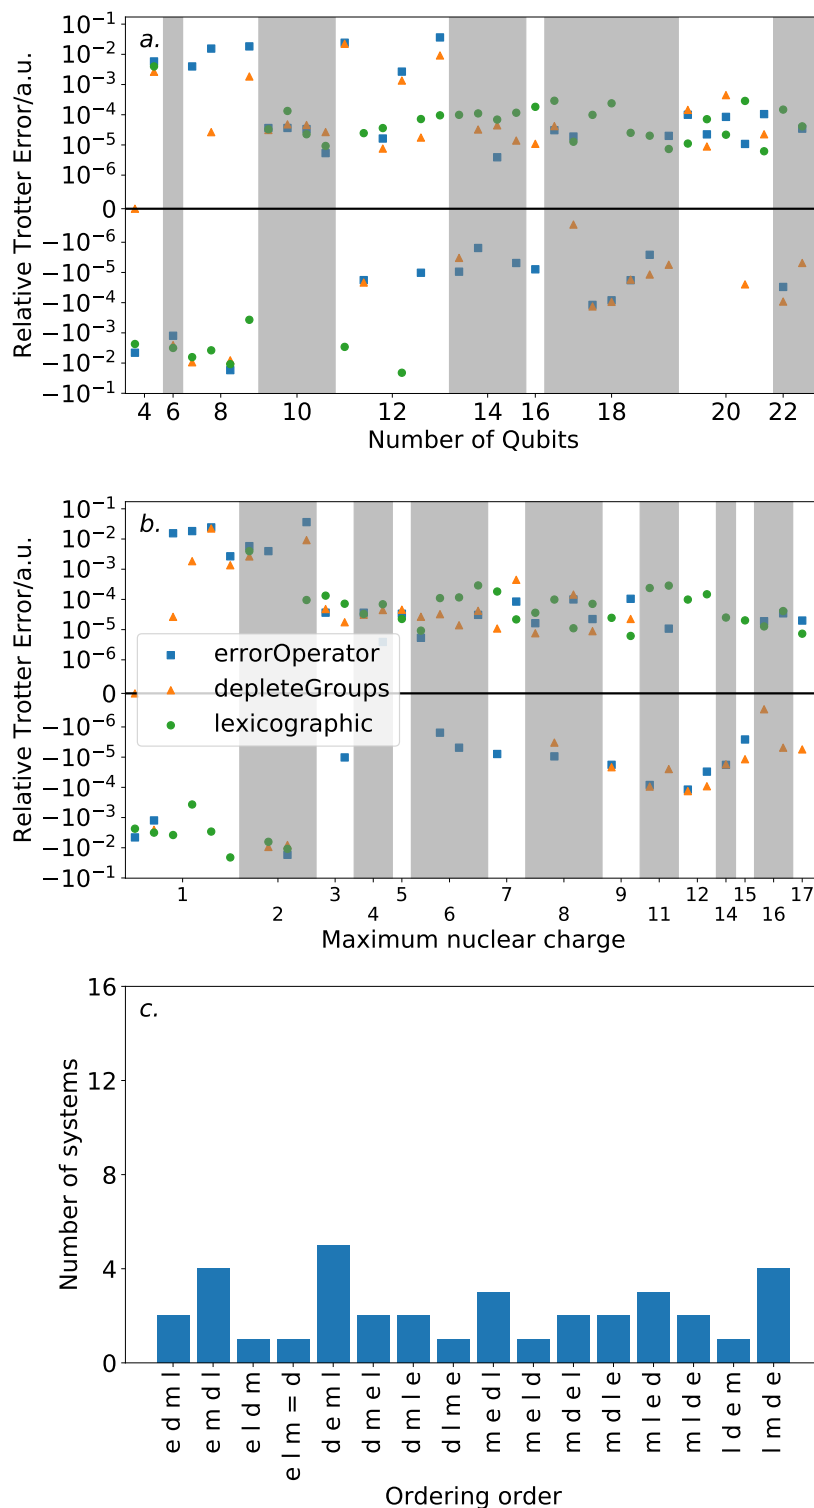 a.
10⁻¹
10⁻²
10⁻³
10⁻⁴
10⁻⁵
10⁻⁶
0
−10⁻⁶
−10⁻⁵
−10⁻⁴
−10⁻³
−10⁻²
−10⁻¹
Relative Trotter Error/a.u.
4 6 8 10 12 14 16 18 20 22
Number of Qubits
b.
10⁻¹
10⁻²
10⁻³
10⁻⁴
10⁻⁵
10⁻⁶
0
−10⁻⁶
−10⁻⁵
−10⁻⁴
−10⁻³
−10⁻²
−10⁻¹
Relative Trotter Error/a.u.
errorOperator
depleteGroups
lexicographic
1 3 5 7 9 12 15 17
2 4 6 8 11 14 16
Maximum nuclear charge
c.
16
12
8
4
0
Number of systems
e d m l
e m d l
e l d m
e l m = d
d e m l
d m e l
d m l e
d l m e
m e d l
m e l d
m d e l
m d l e
m l e d
m l d e
l d e m
l m d e
Ordering order